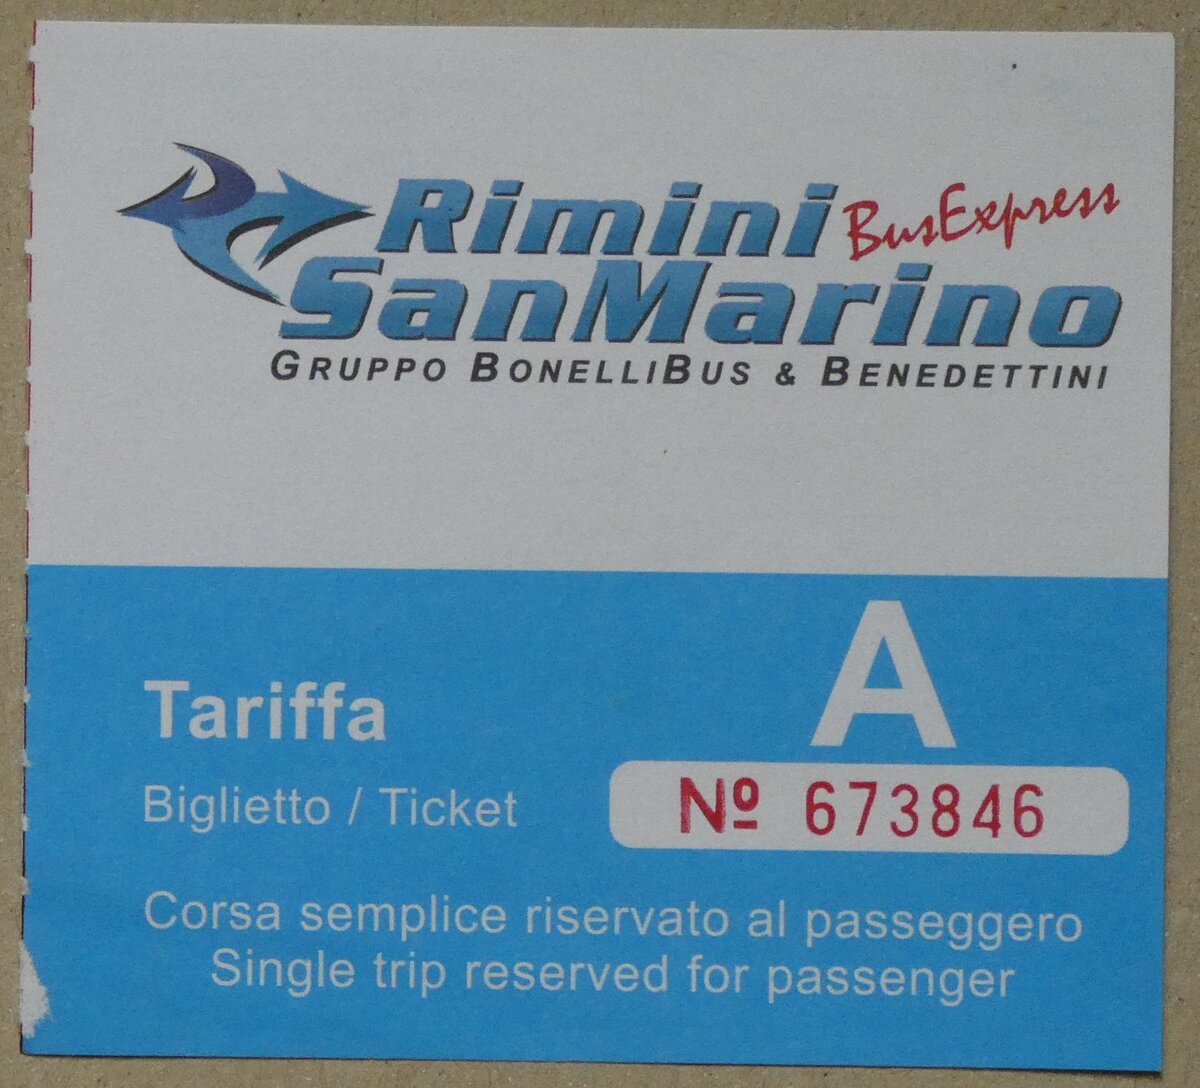 Rimini BusExpress
SanMarino
GRUPPO BONELLIBUS & BENEDETTINI
Tariffa A
Biglietto / Ticket Nº 673846
Corsa semplice riservato al passeggero
Single trip reserved for passenger